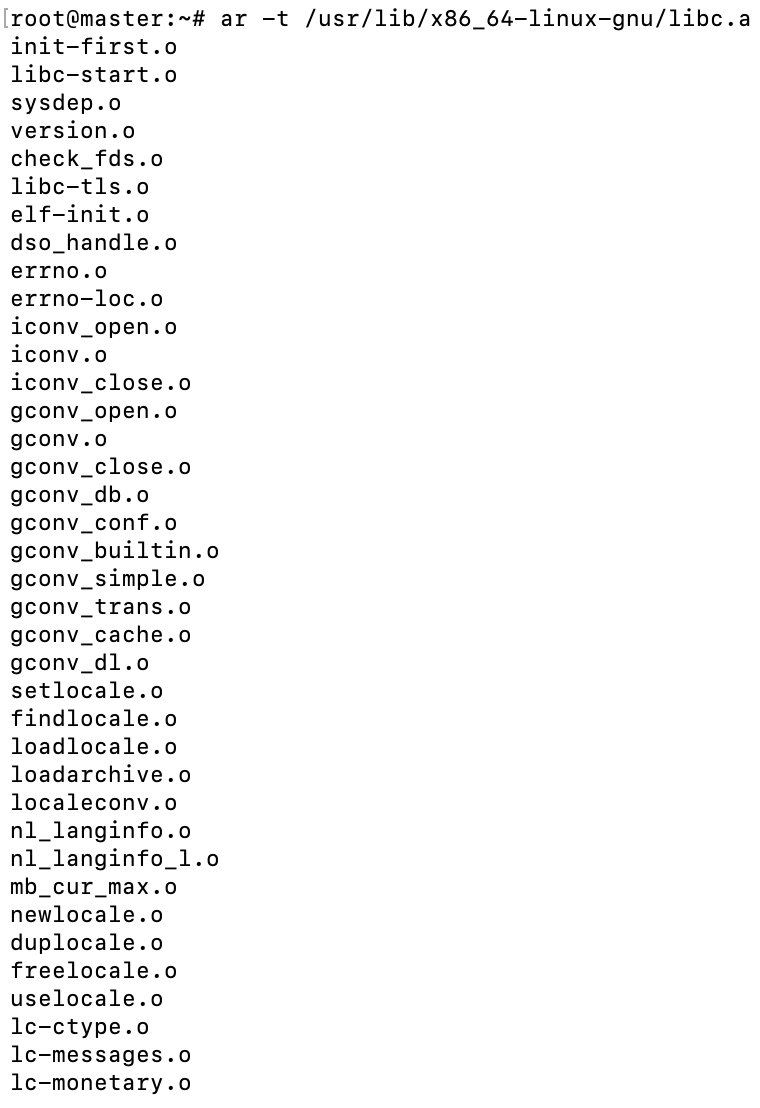 [root@master:~# ar -t /usr/lib/x86_64-linux-gnu/libc.a
init-first.o
libc-start.o
sysdep.o
version.o
check_fds.o
libc-tls.o
elf-init.o
dso_handle.o
errno.o
errno-loc.o
iconv_open.o
iconv.o
iconv_close.o
gconv_open.o
gconv.o
gconv_close.o
gconv_db.o
gconv_conf.o
gconv_builtin.o
gconv_simple.o
gconv_trans.o
gconv_cache.o
gconv_dl.o
setlocale.o
findlocale.o
loadlocale.o
loadarchive.o
localeconv.o
nl_langinfo.o
nl_langinfo_l.o
mb_cur_max.o
newlocale.o
duplocale.o
freelocale.o
uselocale.o
lc-ctype.o
lc-messages.o
lc-monetary.o